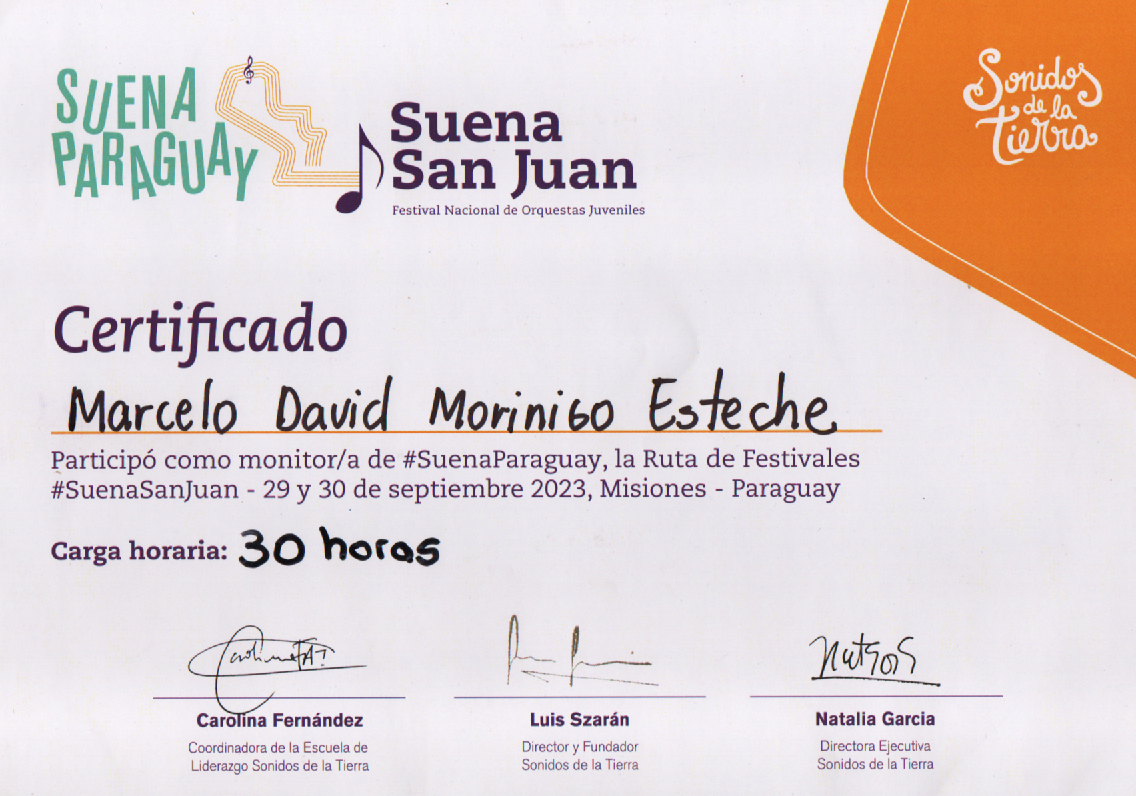 SUENA
PARAGUAY
Suena
San Juan
Festival Nacional de Orquestas Juveniles
Sonidos
de la
Tierra
Certificado
Marcelo David Morinigo Esteche
Participó como monitor/a de #SuenaParaguay, la Ruta de Festivales
#SuenaSanJuan - 29 y 30 de septiembre 2023, Misiones - Paraguay
Carga horaria: 30 horas
Carolina Fernández
Coordinadora de la Escuela de
Liderazgo Sonidos de la Tierra
Luis Szarán
Director y Fundador
Sonidos de la Tierra
Natalia Garcia
Directora Ejecutiva
Sonidos de la Tierra